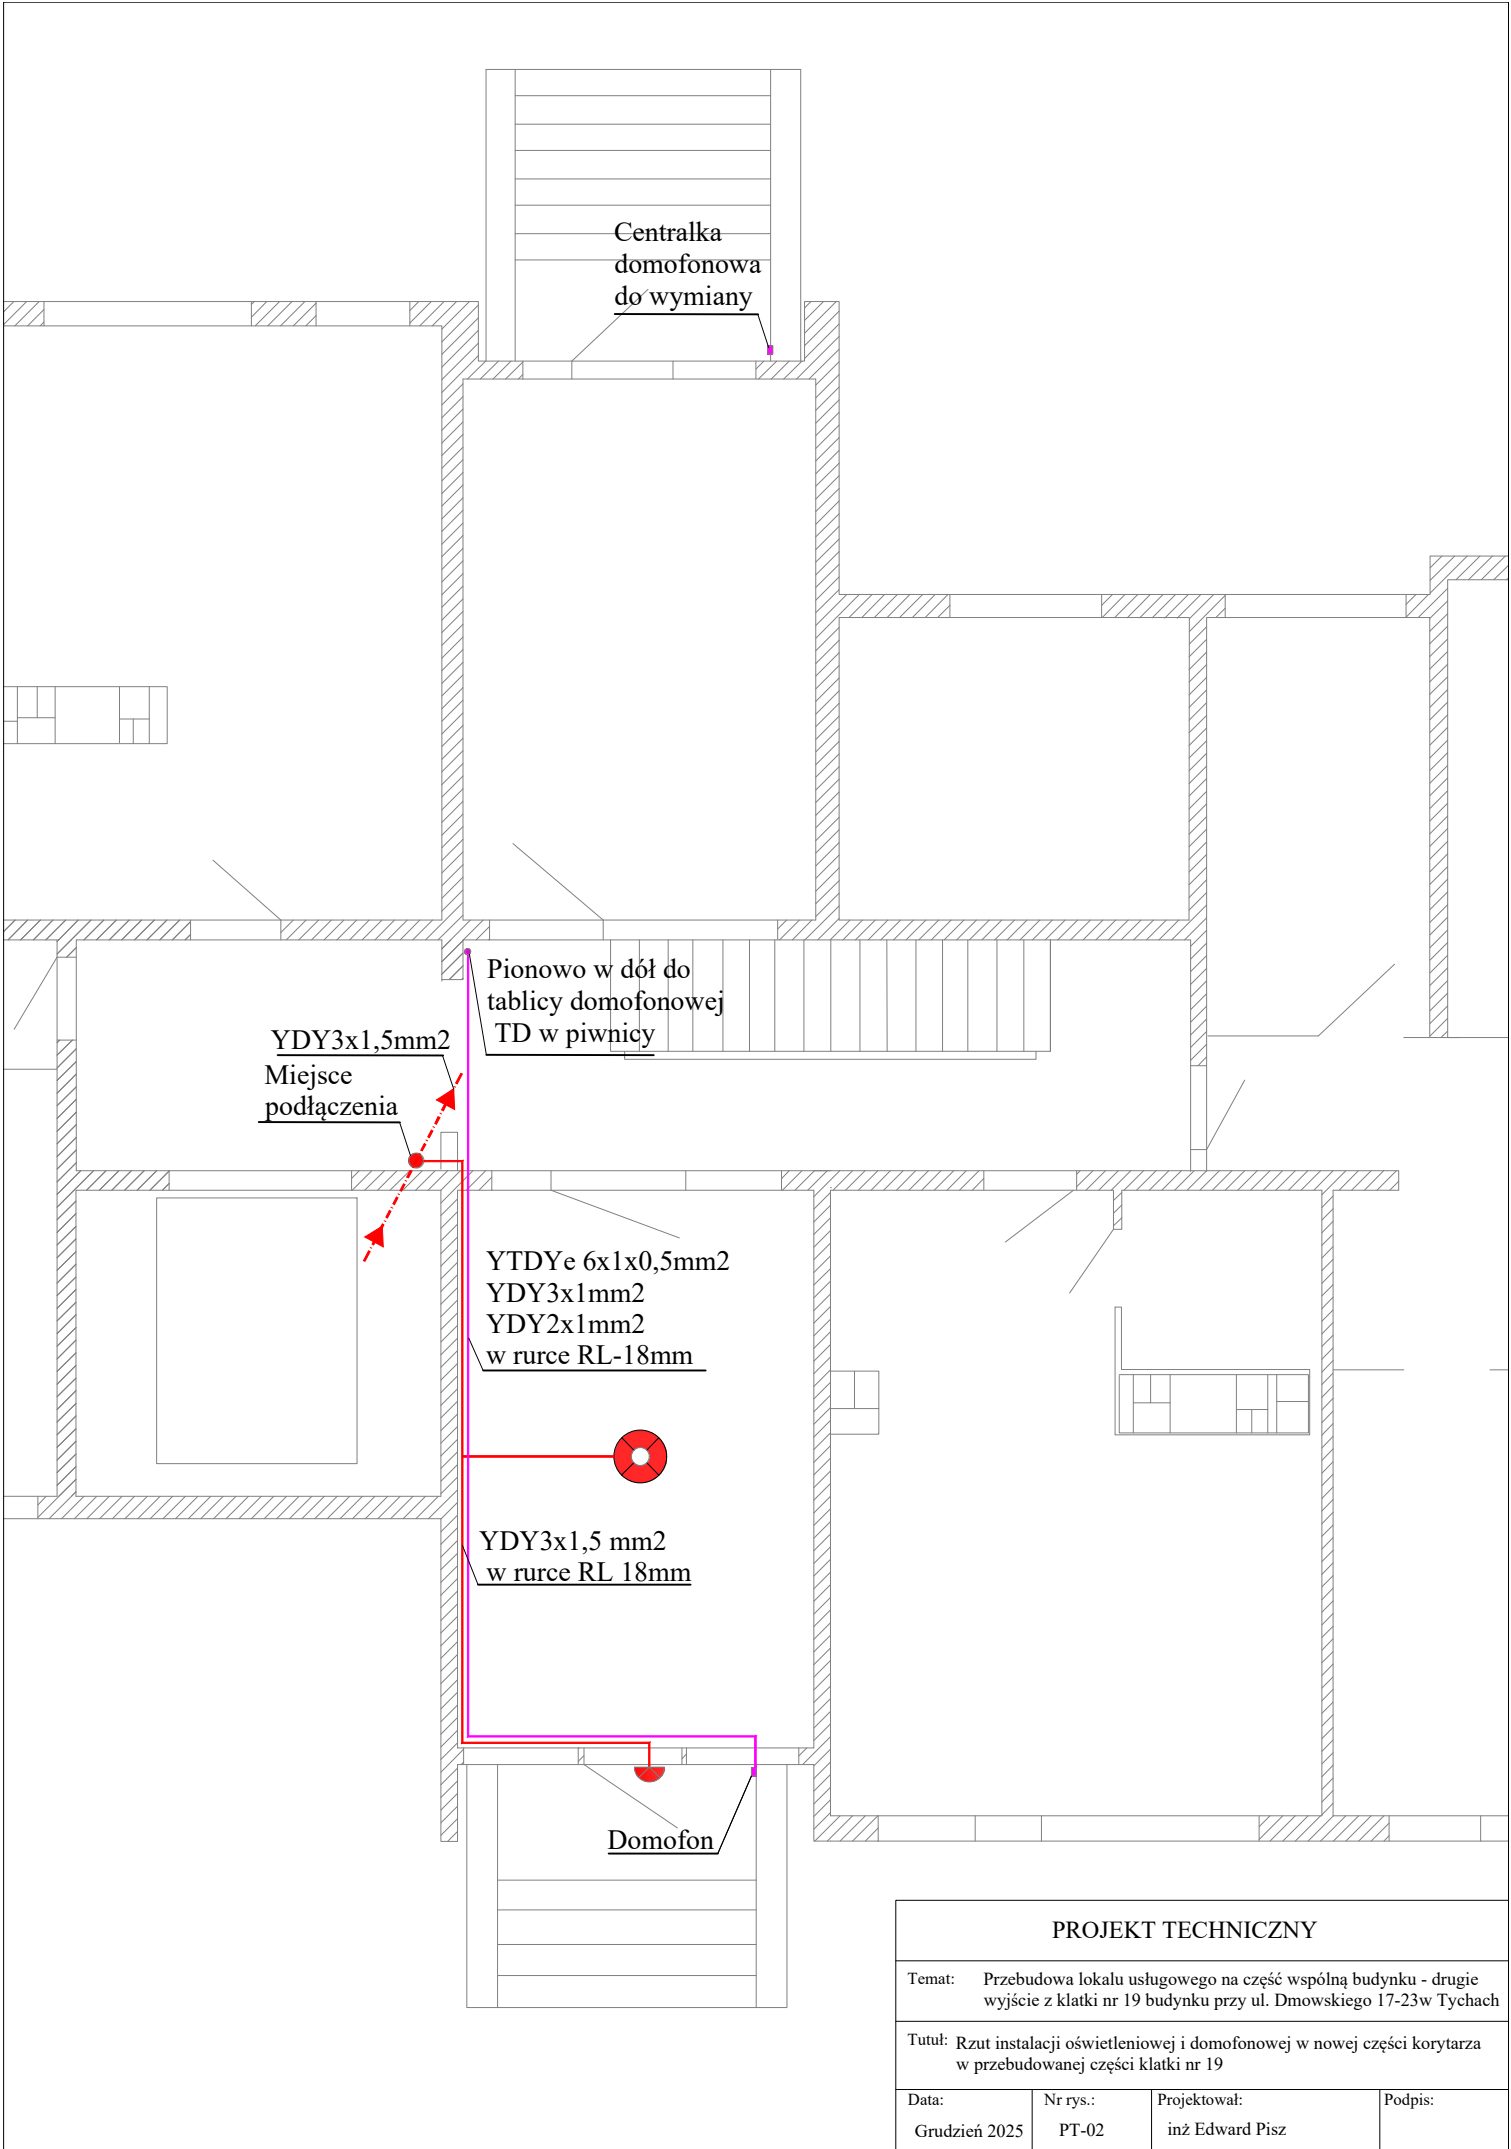 Centralka
domofonowa
do wymiany
Pionowo w dół do
tablicy domofonowej
TD w piwnicy
YDY3x1,5mm2
Miejsce
podłączenia
YTDYe 6x1x0,5mm2
YDY3x1mm2
YDY2x1mm2
w rurce RL-18mm
YDY3x1,5 mm2
w rurce RL 18mm
Domofon
PROJEKT TECHNICZNY
Temat: Przebudowa lokalu usługowego na część wspólną budynku - drugie
wyjście z klatki nr 19 budynku przy ul. Dmowskiego 17-23w Tychach
Tutuł: Rzut instalacji oświetleniowej i domofonowej w nowej części korytarza
w przebudowanej części klatki nr 19
Data: Nr rys.: Projektował: Podpis:
Grudzień 2025 PT-02 inż Edward Pisz